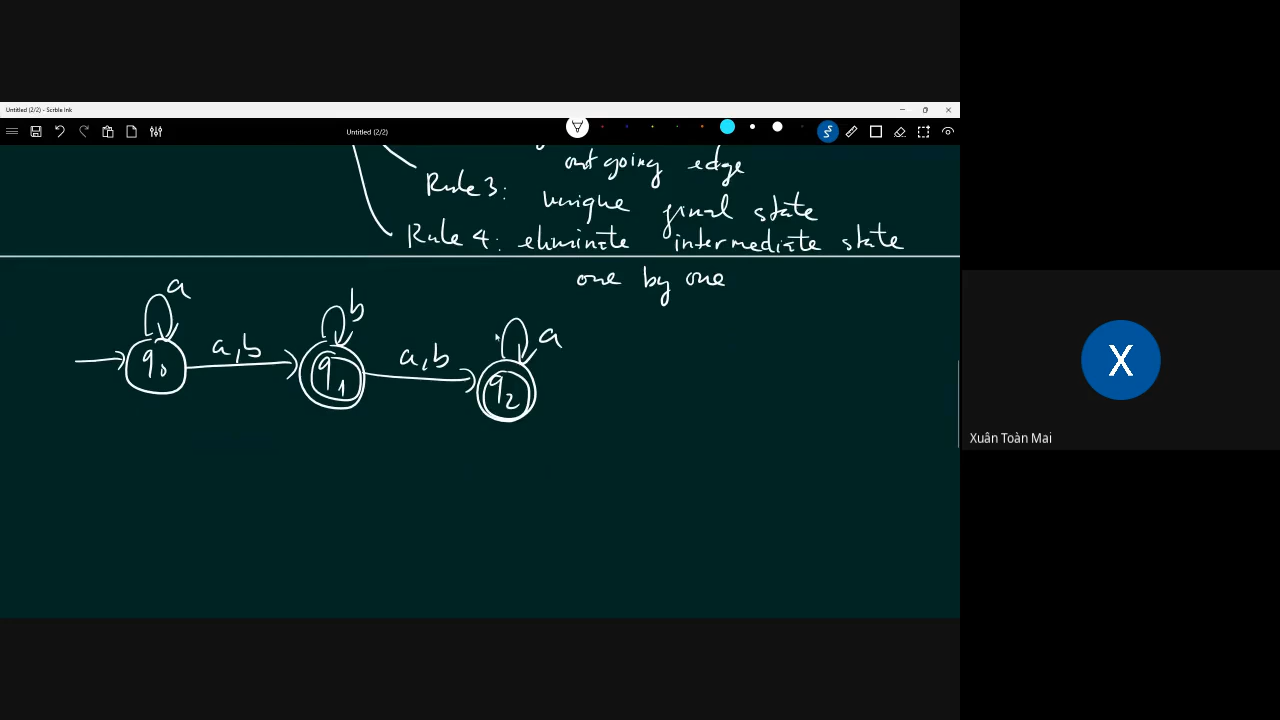 Untitled (2/2) - Scrble Ink
Untitled (2/2)
outgoing edge
Rule 3: unique final state
Rule 4: eliminate intermediate state
one by one
a
b
a
a,b
a,b
q0
q1
q2
X
Xuân Toàn Mai